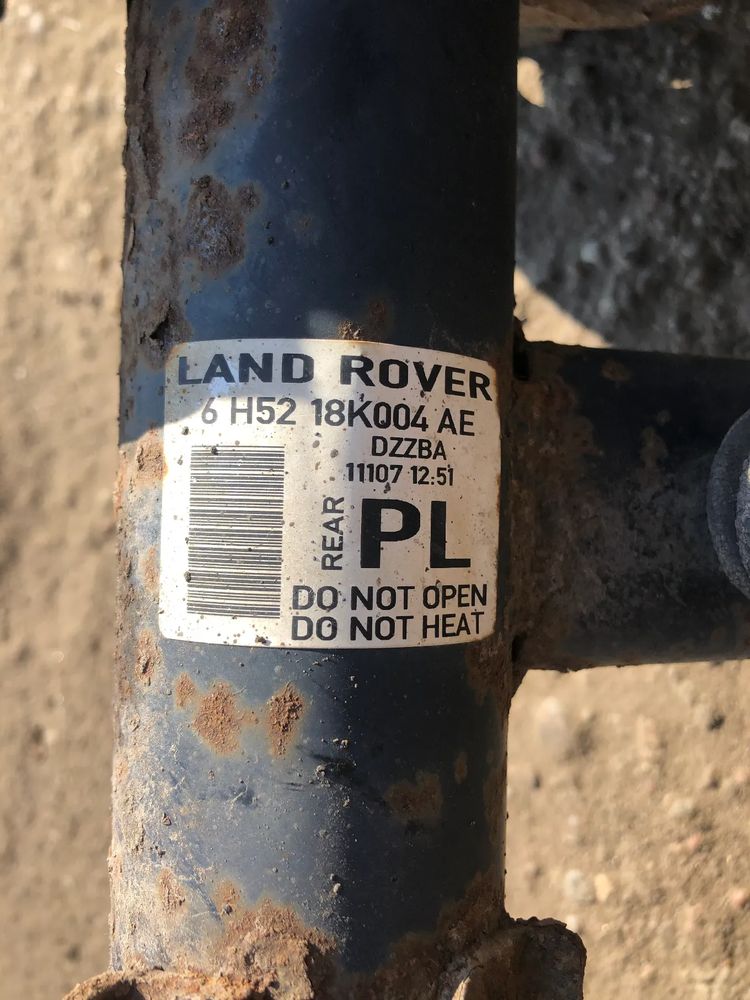 LAND ROVER
6 H52 18K004 AE
DZZBA
11107 12:51
REAR PL
DO NOT OPEN
DO NOT HEAT